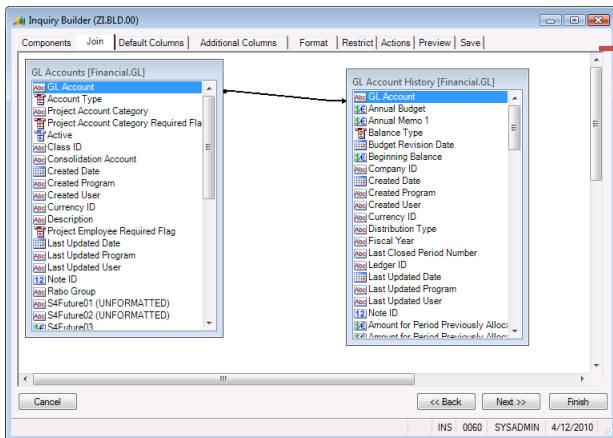 Inquiry Builder (ZI.BLD.00)
Components Join Default Columns Additional Columns Format Restrict Actions Preview Save
GL Accounts [Financial.GL]
GL Account
Account Type
Project Account Category
Project Account Category Required Fla
Active
Class ID
Consolidation Account
Created Date
Created Program
Created User
Currency ID
Description
Project Employee Required Flag
Last Updated Date
Last Updated Program
Last Updated User
Note ID
Ratio Group
S4Future01 (UNFORMATTED)
S4Future02 (UNFORMATTED)
S4Future03
GL Account History [Financial.GL]
GL Account
Annual Budget
Annual Memo 1
Balance Type
Budget Revision Date
Beginning Balance
Company ID
Created Date
Created Program
Created User
Currency ID
Distribution Type
Fiscal Year
Last Closed Period Number
Ledger ID
Last Updated Date
Last Updated Program
Last Updated User
Note ID
Amount for Period Previously Alloca
Amount for Period Previously Alloca
Cancel << Back Next >> Finish
INS 0060 SYSADMIN 4/12/2010